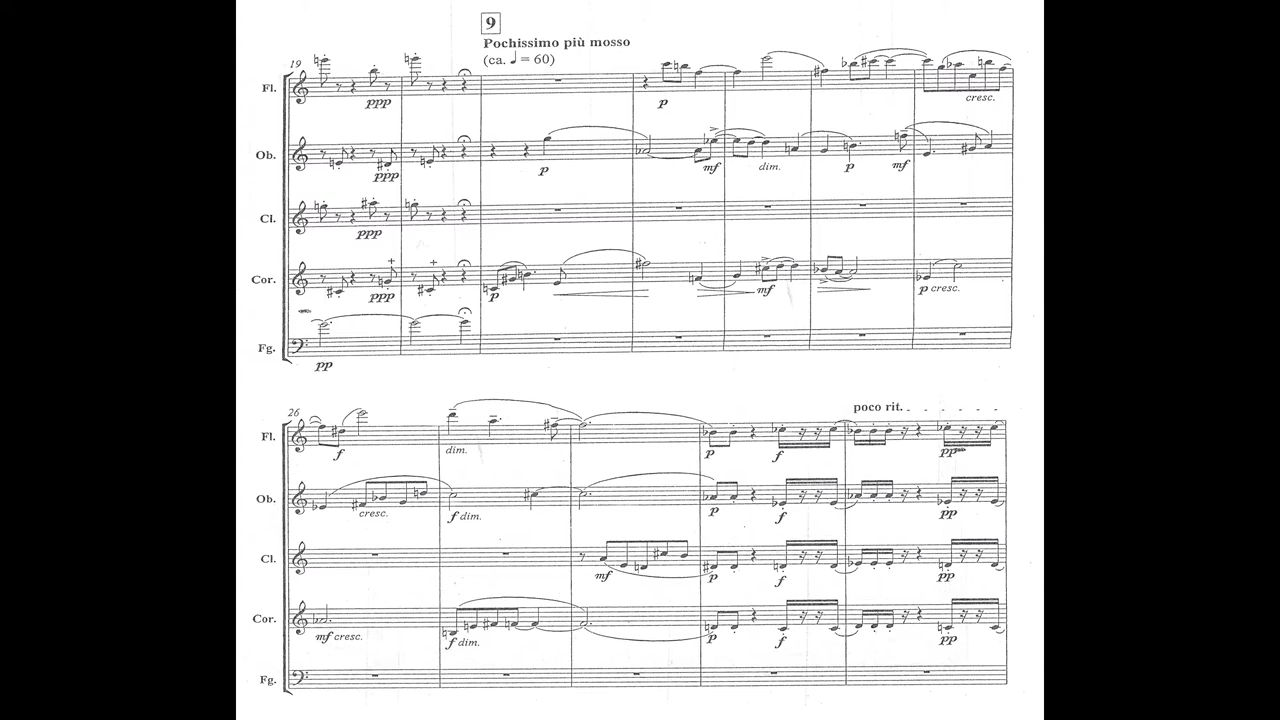 9
Pochissimo più mosso
(ca. ♩ = 60)
19
Fl.
ppp
p
cresc.
Ob.
ppp
p
mf
dim.
p
mf
Cl.
ppp
Cor.
ppp
p
mf
p cresc.
Fg.
pp
26
poco rit.
Fl.
f
dim.
p
f
pp
Ob.
cresc.
f dim.
p
f
pp
Cl.
mf
p
f
pp
Cor.
mf cresc.
f dim.
p
f
pp
Fg.